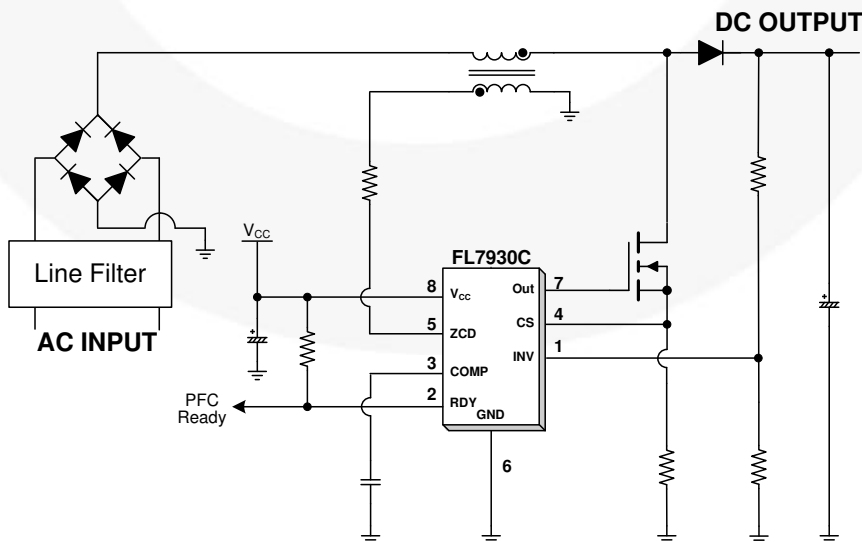 DC OUTPUT
Line Filter
AC INPUT
VCC
FL7930C
8
VCC
Out
7
5
ZCD
CS
4
3
COMP
INV
1
PFC
Ready
2
RDY
GND
6